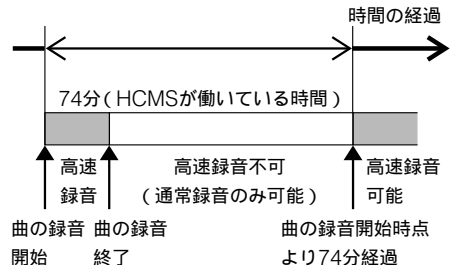 時間の経過
74分(HCMSが働いている時間)
高速
録音
高速録音不可
(通常録音のみ可能)
高速録音
可能
曲の録音
開始
曲の録音
終了
曲の録音開始時点
より74分経過